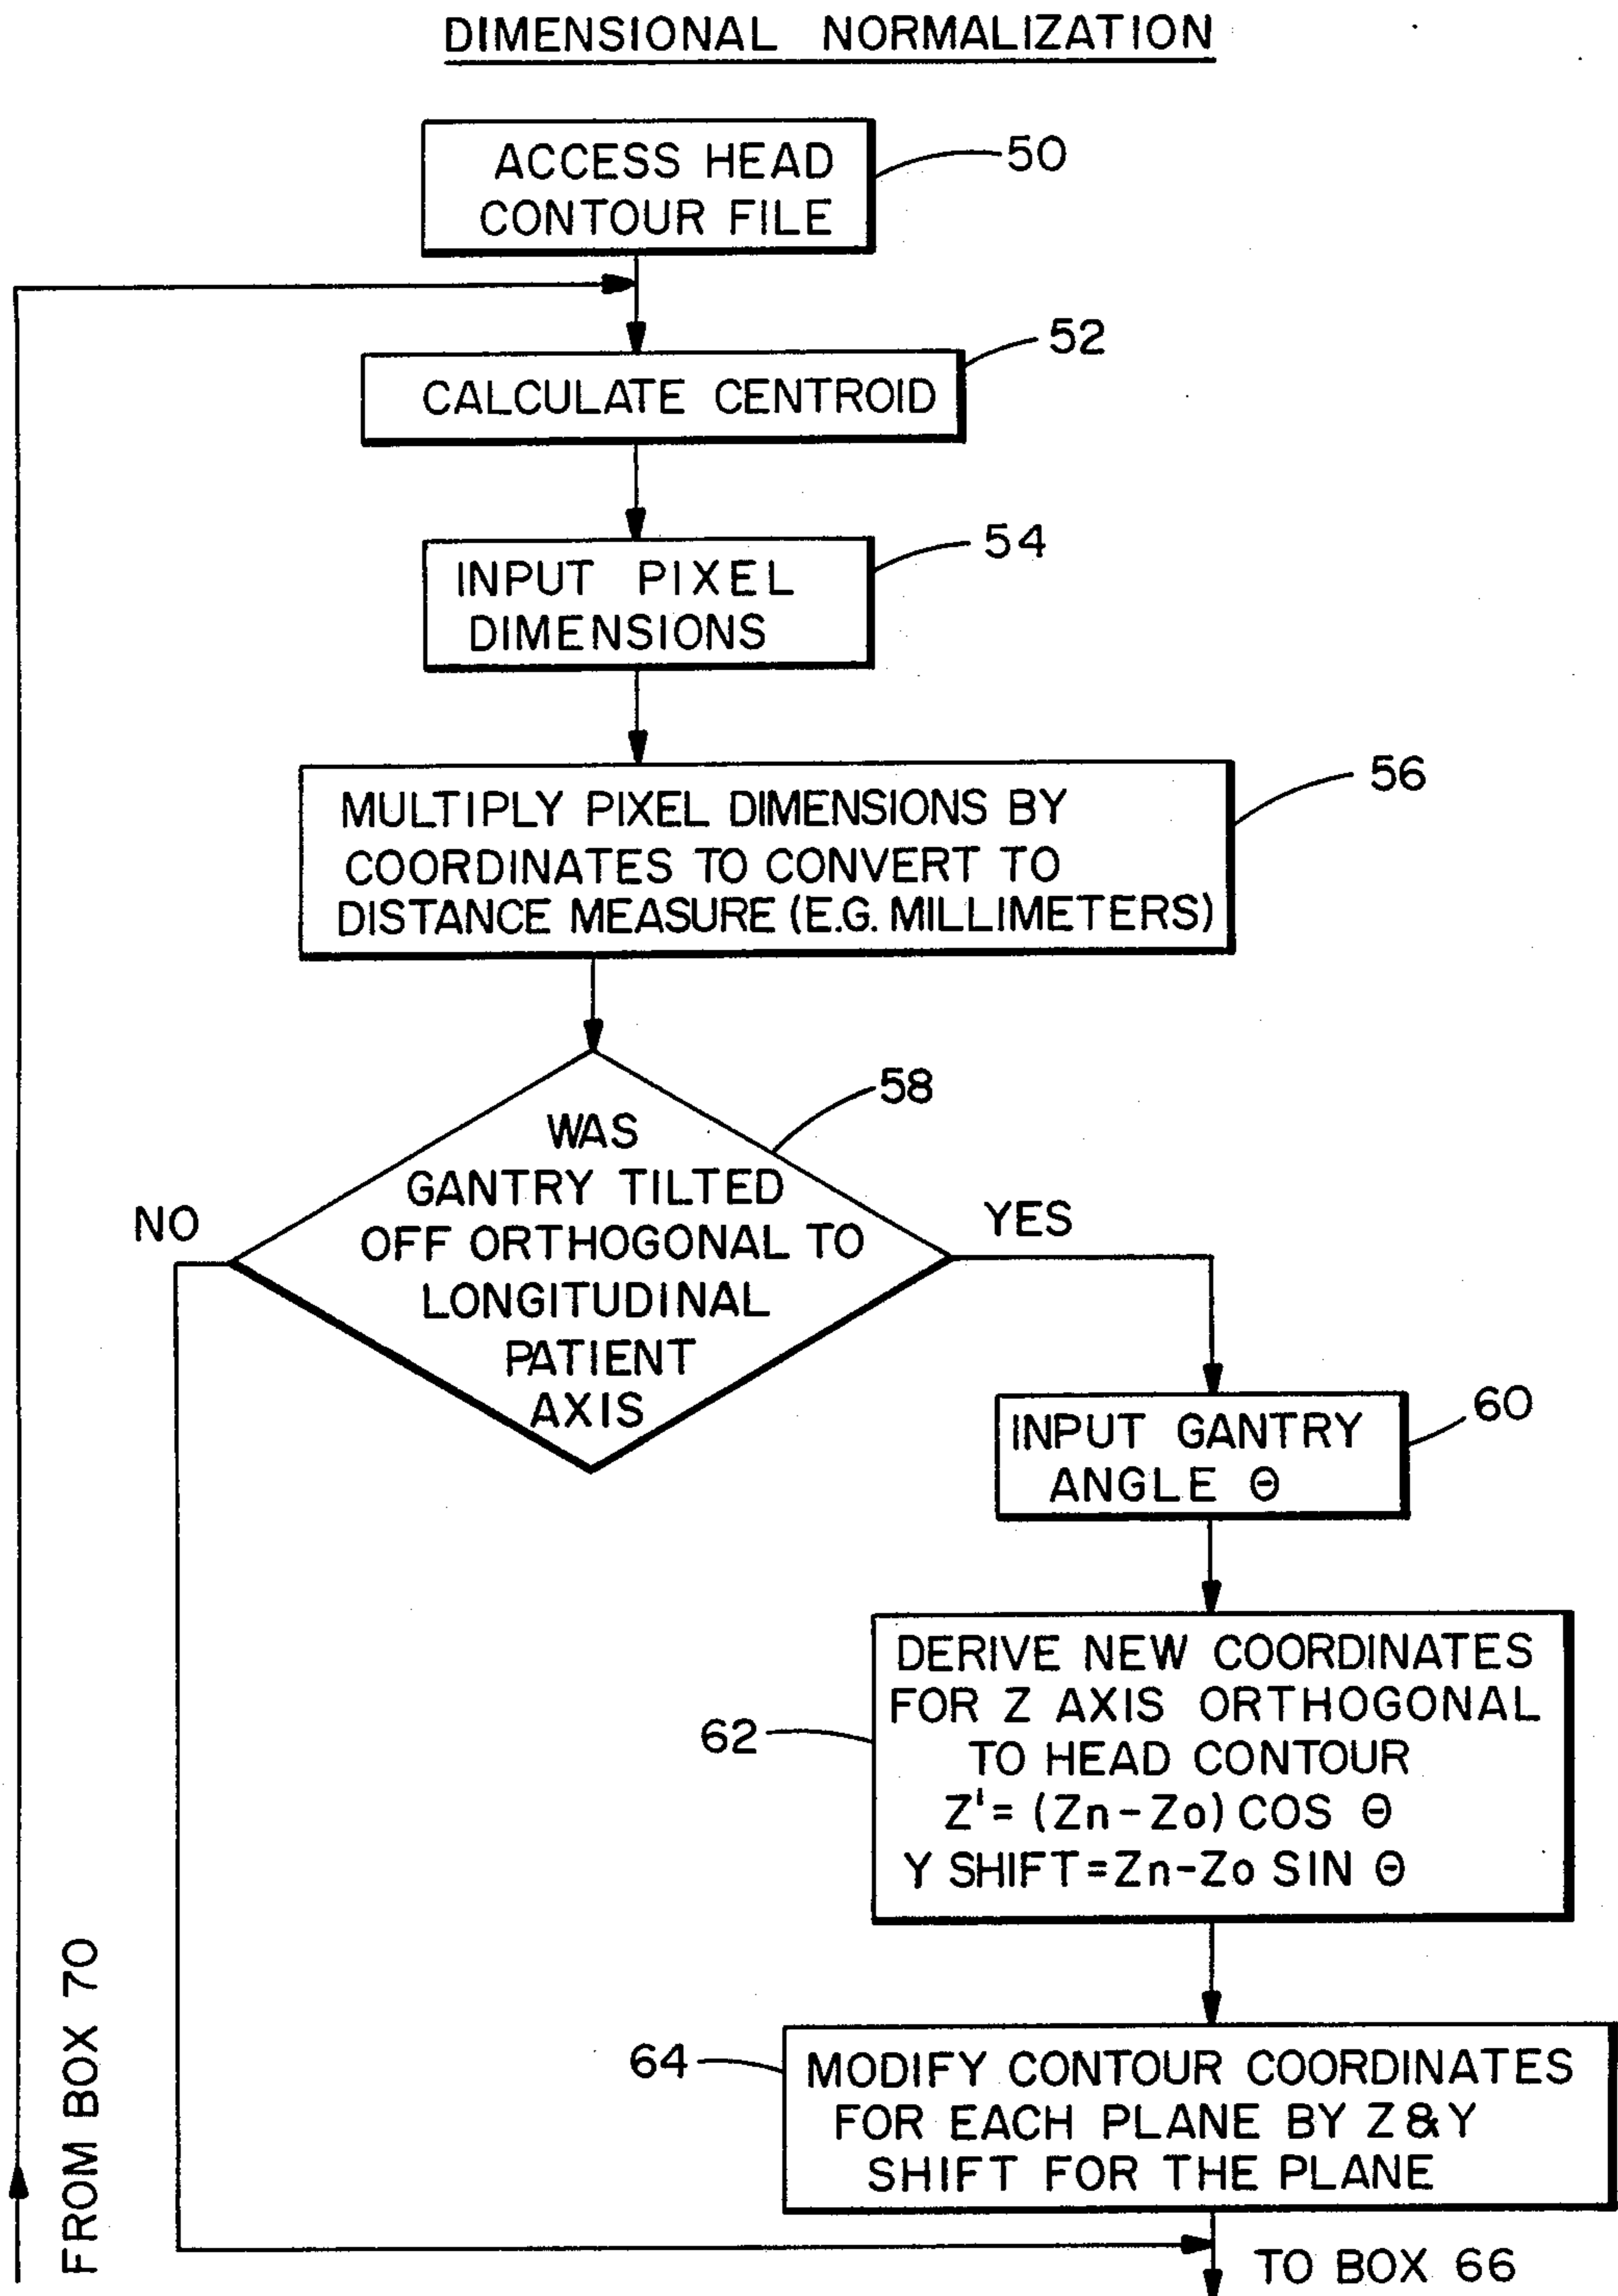 DIMENSIONAL NORMALIZATION
ACCESS HEAD
CONTOUR FILE
50
CALCULATE CENTROID
52
INPUT PIXEL
DIMENSIONS
54
MULTIPLY PIXEL DIMENSIONS BY
COORDINATES TO CONVERT TO
DISTANCE MEASURE (E.G. MILLIMETERS)
56
WAS
GANTRY TILTED
OFF ORTHOGONAL TO
LONGITUDINAL
PATIENT
AXIS
58
NO
YES
INPUT GANTRY
ANGLE Θ
60
DERIVE NEW COORDINATES
FOR Z AXIS ORTHOGONAL
TO HEAD CONTOUR
Z' = (Zn - Zo) COS Θ
Y SHIFT = Zn - Zo SIN Θ
62
MODIFY CONTOUR COORDINATES
FOR EACH PLANE BY Z & Y
SHIFT FOR THE PLANE
64
FROM BOX 70
TO BOX 66